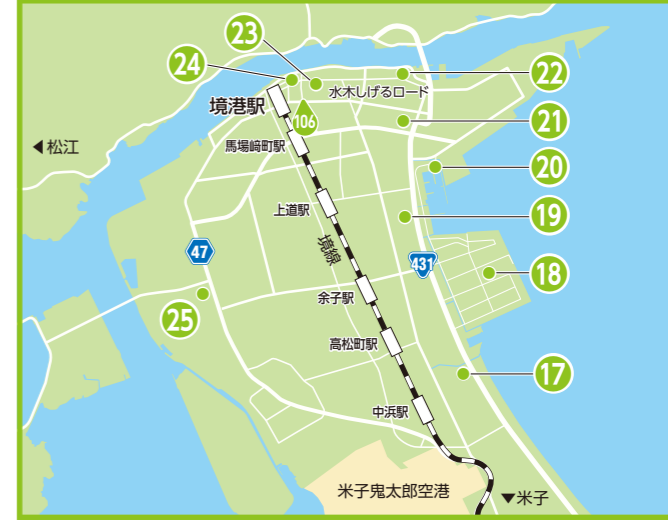 23
24
22
水木しげるロード
境港駅
106
21
馬場﨑町駅
◀松江
20
上道駅
19
境線
47
431
18
余子駅
25
高松町駅
17
中浜駅
米子鬼太郎空港
▼米子